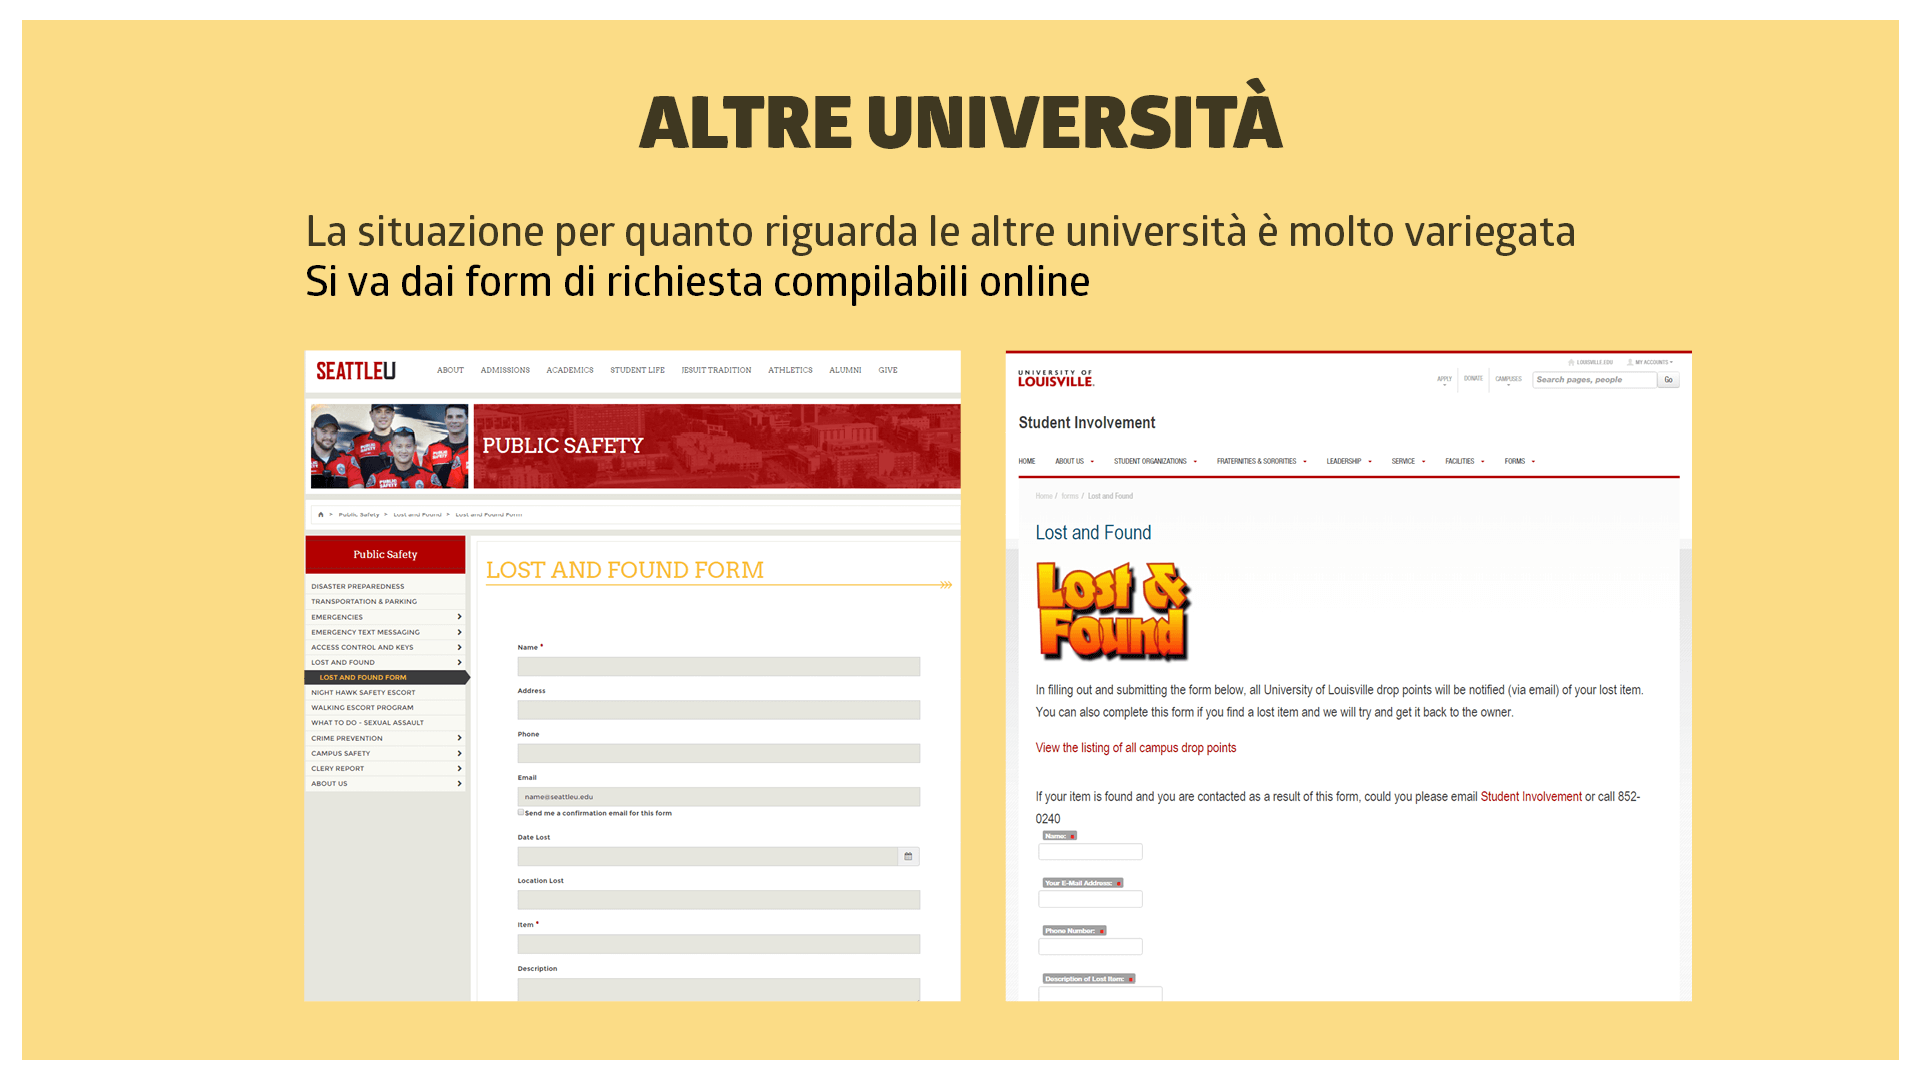 ALTRE UNIVERSITÀ
La situazione per quanto riguarda le altre università è molto variegata
Si va dai form di richiesta compilabili online
SEATTLEU
ABOUT ADMISSIONS ACADEMICS STUDENT LIFE JESUIT TRADITION ATHLETICS ALUMNI GIVE
PUBLIC SAFETY
> Public Safety > Lost and Found > Lost and Found Form
Public Safety
DISASTER PREPAREDNESS
TRANSPORTATION & PARKING
EMERGENCIES
EMERGENCY TEXT MESSAGING
ACCESS CONTROL AND KEYS
LOST AND FOUND
LOST AND FOUND FORM
NIGHT HAWK SAFETY ESCORT
WALKING ESCORT PROGRAM
WHAT TO DO - SEXUAL ASSAULT
CRIME PREVENTION
CAMPUS SAFETY
CLERY REPORT
ABOUT US
LOST AND FOUND FORM
Name *
Address
Phone
Email
name@seattleu.edu
Send me a confirmation email for this form
Date Lost
Location Lost
Item *
Description
UNIVERSITY OF
LOUISVILLE.
LOUISVILLE.EDU MY ACCOUNTS
APPLY DONATE CAMPUSES Search pages, people Go
Student Involvement
HOME ABOUT US STUDENT ORGANIZATIONS FRATERNITIES & SORORITIES LEADERSHIP SERVICE FACILITIES FORMS
Home / forms / Lost and Found
Lost and Found
Lost &
Found
In filling out and submitting the form below, all University of Louisville drop points will be notified (via email) of your lost item.
You can also complete this form if you find a lost item and we will try and get it back to the owner.
View the listing of all campus drop points
If your item is found and you are contacted as a result of this form, could you please email Student Involvement or call 852-
0240
Name:
Your E-Mail Address:
Phone Number:
Description of Lost Item: